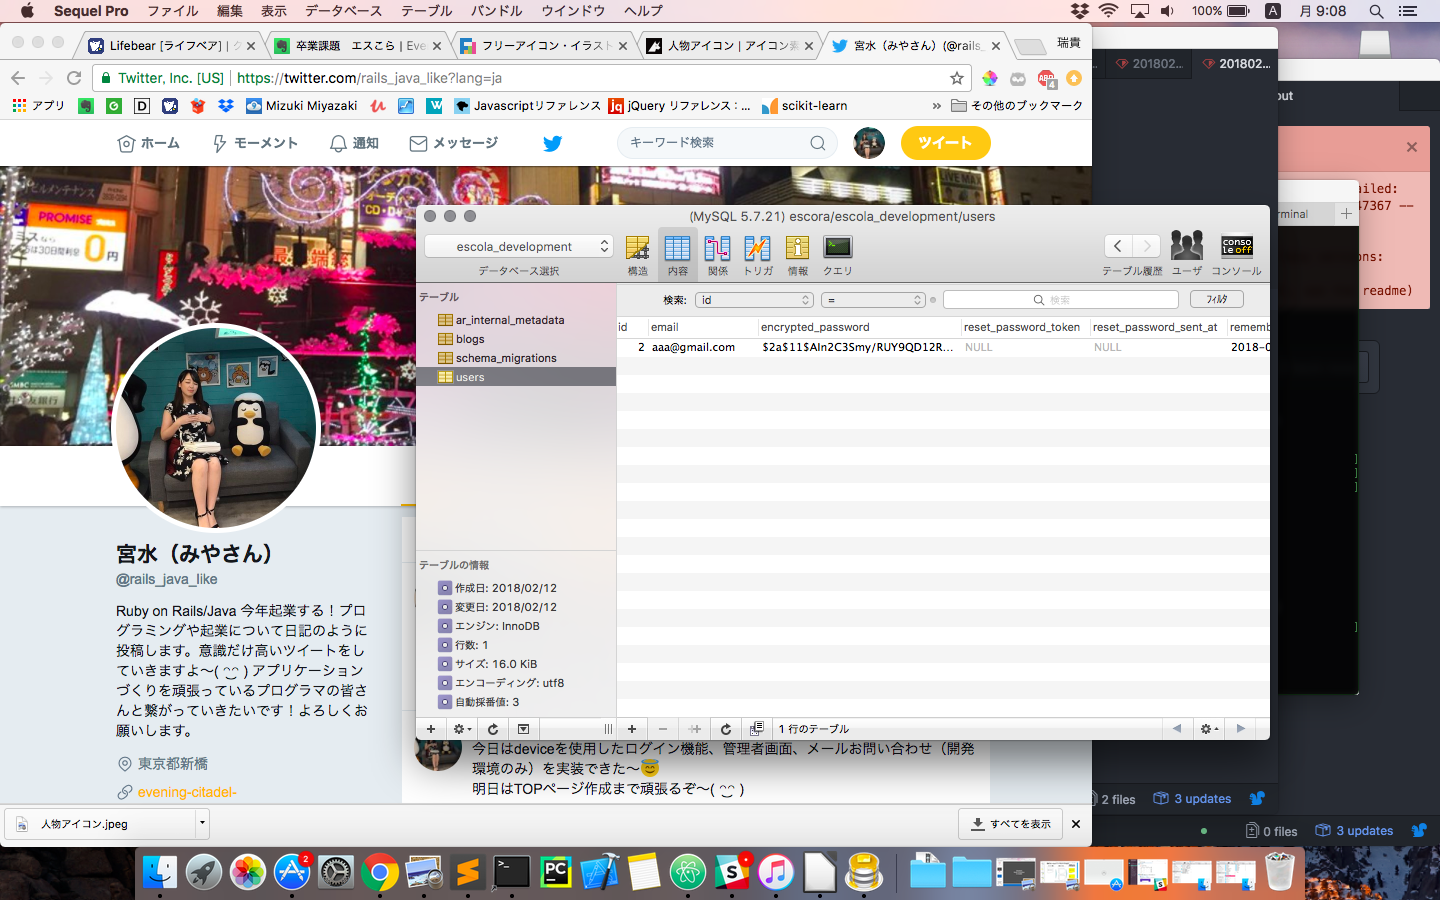 Sequel Pro ファイル 編集 表示 データベース テーブル バンドル ウインドウ ヘルプ
100% A 月 9:08
Lifebear [ライフベア] | ク
卒業課題 エスこら | Eve
フリーアイコン・イラスト
人物アイコン | アイコン素
宮水（みやさん）(@rails_
瑞貴
Twitter, Inc. [US] | https://twitter.com/rails_java_like?lang=ja
アプリ
Mizuki Miyazaki
Javascriptリファレンス
jQuery リファレンス：...
scikit-learn
» その他のブックマーク
ホーム モーメント 通知 メッセージ
キーワード検索
ツイート
201802...
201802...
out
ailed:
47367 --
ons:
readme)
rminal
PROMISE
0円
宮水（みやさん）
@rails_java_like
Ruby on Rails/Java 今年起業する！プロ
グラミングや起業について日記のように
投稿します。意識だけ高いツイートをし
ていきますよ〜( ･ᴗ･ ) アプリケーション
づくりを頑張っているプログラマの皆さ
んと繋がっていきたいです！よろしくお
願いします。
東京都新橋
evening-citadel-
(MySQL 5.7.21) escora/escola_development/users
escola_development
データベース選択
構造 内容 関係 トリガ 情報 クエリ
テーブル履歴 ユーザ コンソール
conso
le off
テーブル
ar_internal_metadata
blogs
schema_migrations
users
検索: id = 検索 フィルタ
id email encrypted_password reset_password_token reset_password_sent_at rememb
2 aaa@gmail.com $2a$11$AIn2C3Smy/RUY9QD12R... NULL NULL 2018-0
テーブルの情報
作成日: 2018/02/12
変更日: 2018/02/12
エンジン: InnoDB
行数: 1
サイズ: 16.0 KiB
エンコーディング: utf8
自動採番値: 3
1 行のテーブル
今日はdeviceを使用したログイン機能、管理者画面、メールお問い合わせ（開発
環境のみ）を実装できた〜😇
明日はTOPページ作成まで頑張るぞ〜( ･ᴗ･ )
2 files 3 updates
0 files 3 updates
人物アイコン.jpeg
すべてを表示